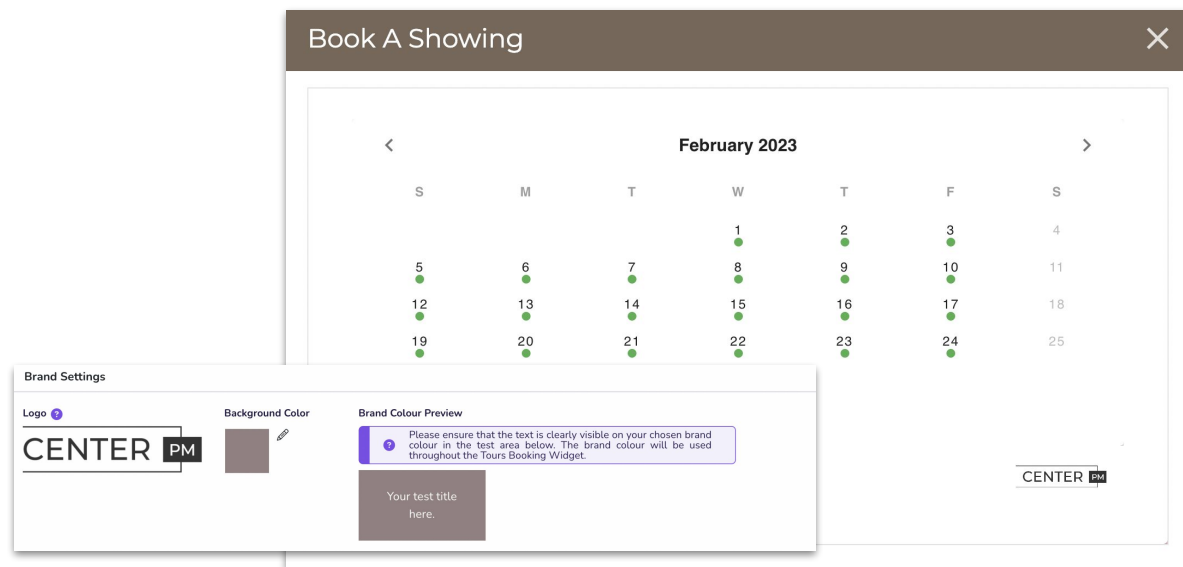 Book A Showing
February 2023
S M T W T F S
1 2 3 4
5 6 7 8 9 10 11
12 13 14 15 16 17 18
19 20 21 22 23 24 25
Brand Settings
Logo ?
CENTER PM
Background Color
Brand Colour Preview
? Please ensure that the text is clearly visible on your chosen brand
colour in the test area below. The brand colour will be used
throughout the Tours Booking Widget.
Your test title
here.
CENTER PM